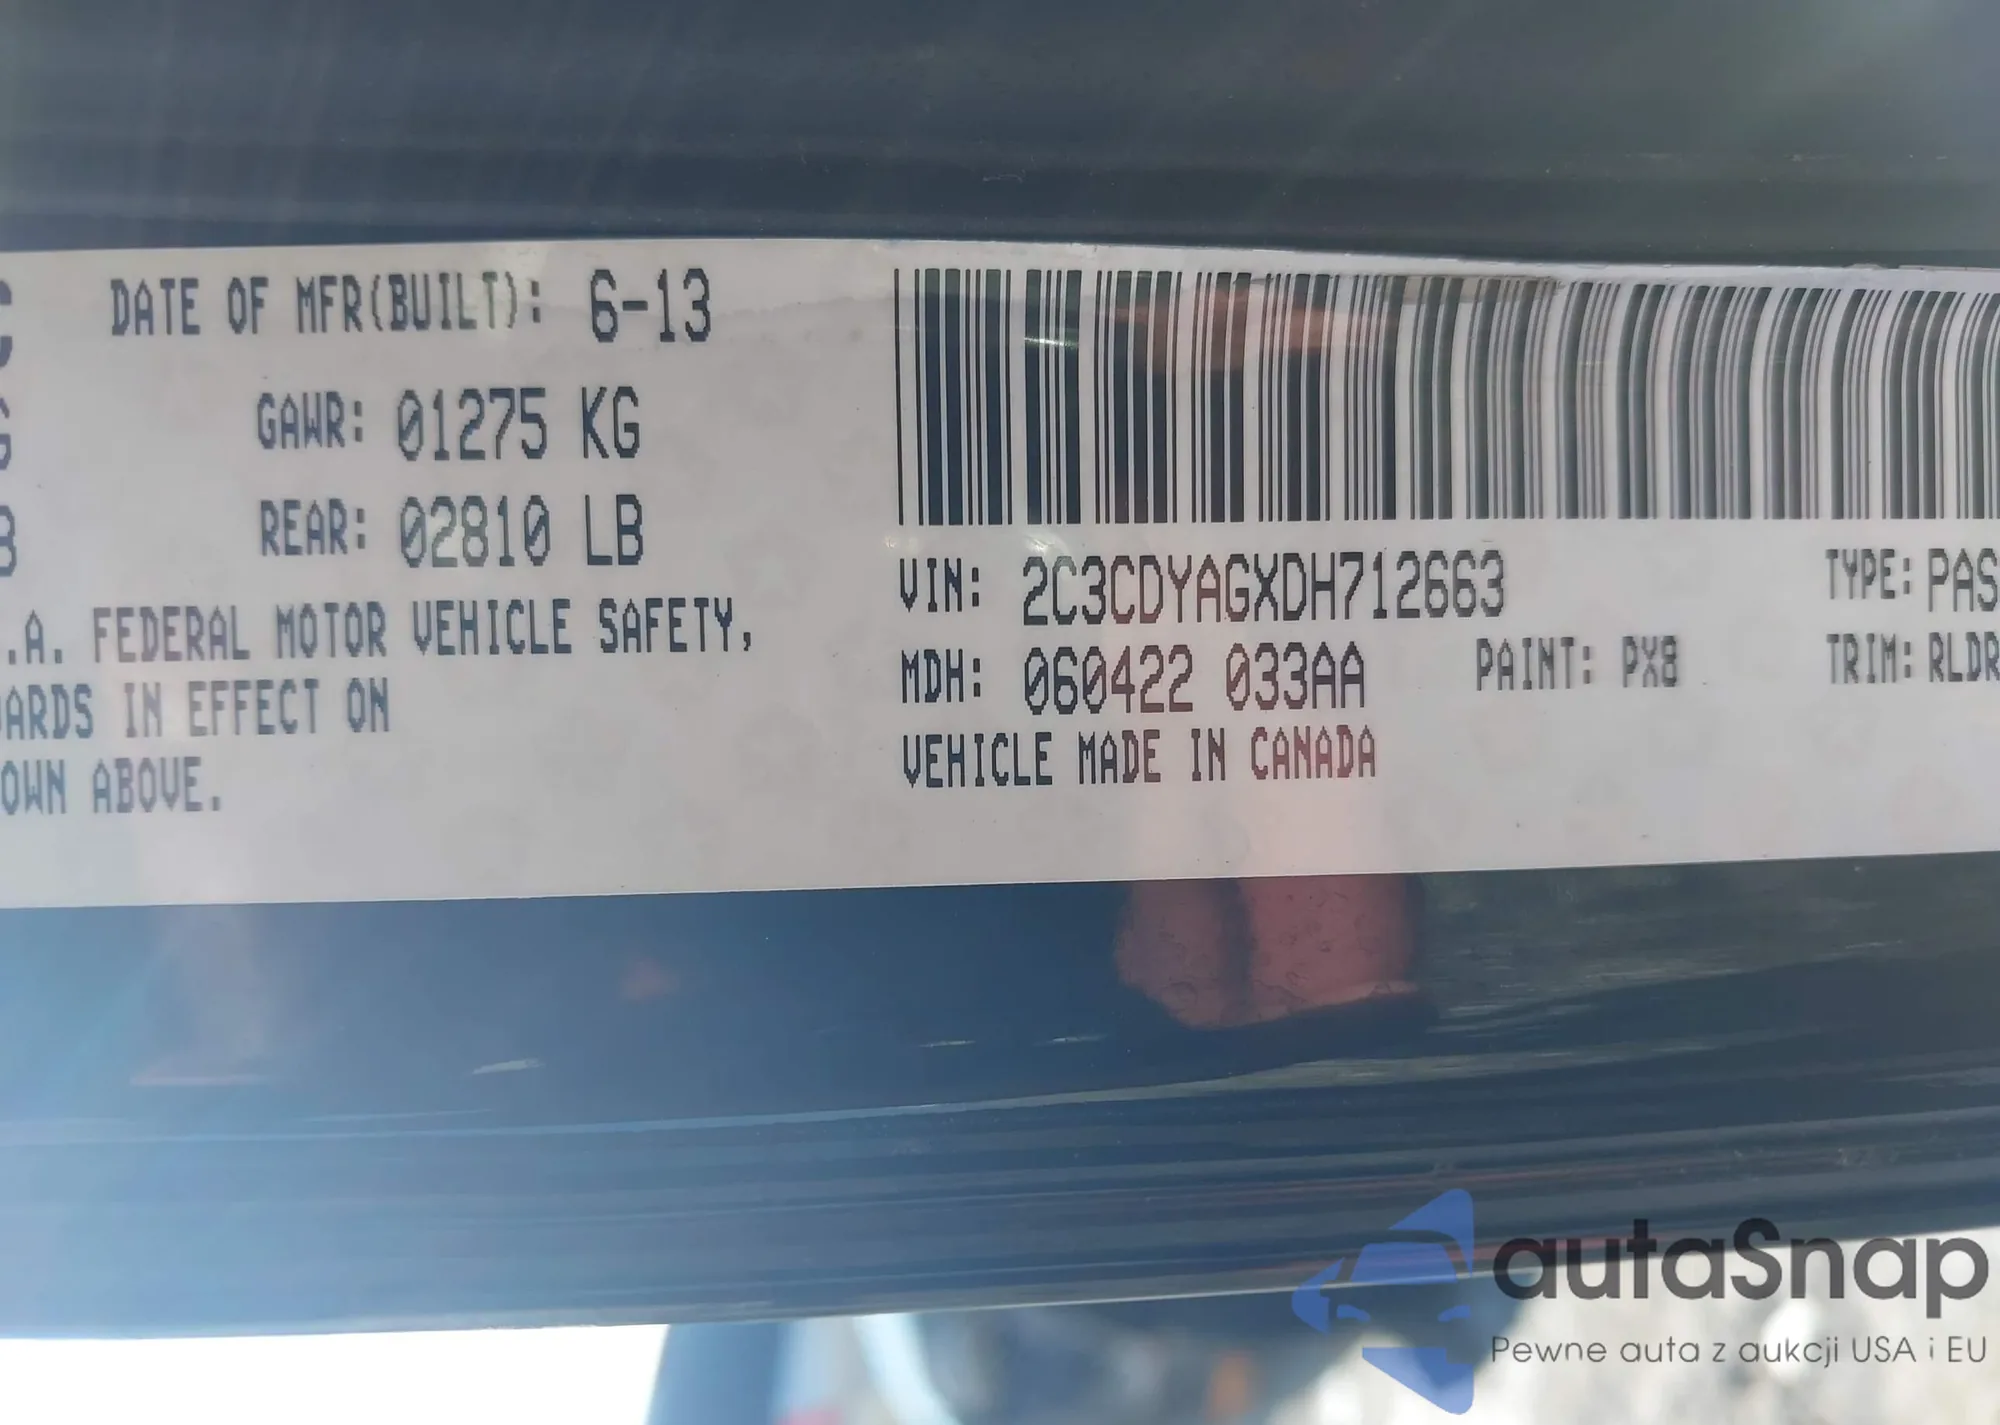 DATE OF MFR(BUILT): 6-13
GAWR: 01275 KG
REAR: 02810 LB
.A. FEDERAL MOTOR VEHICLE SAFETY,
ARDS IN EFFECT ON
OWN ABOVE.
VIN: 2C3CDYAGXDH712663
TYPE: PAS
MDH: 060422 033AA
PAINT: PX8
TRIM: RLDR
VEHICLE MADE IN CANADA
autaSnap
Pewne auta z aukcji USA i EU